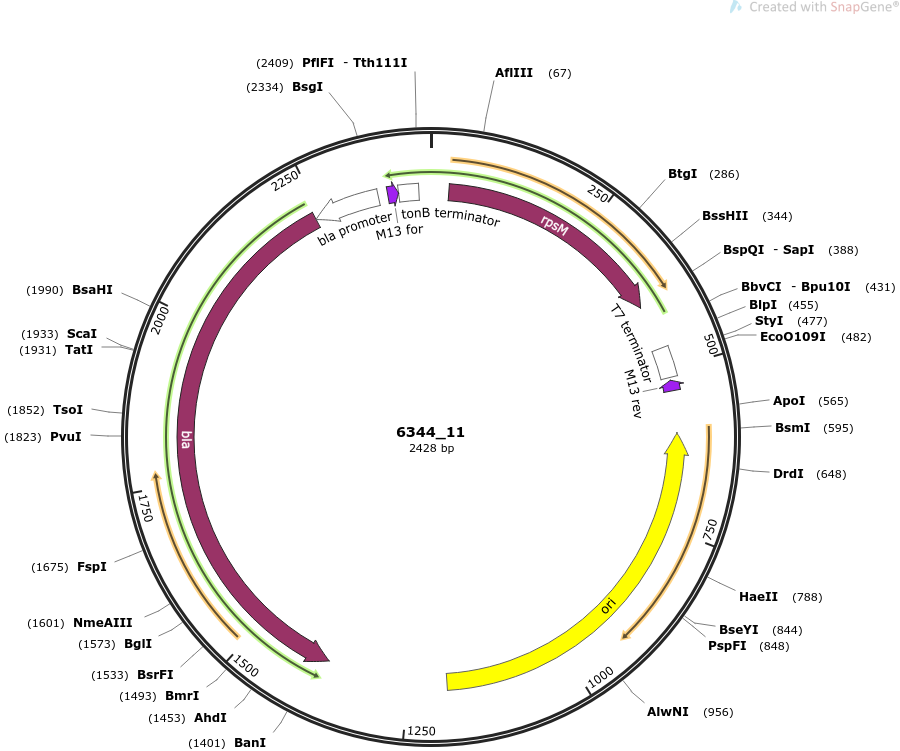 Created with SnapGene®
(2409) PflFI - Tth111I
(2334) BsgI
AflIII (67)
BtgI (286)
BssHII (344)
BspQI - SapI (388)
BbvCI - Bpu10I (431)
BlpI (455)
StyI (477)
EcoO109I (482)
ApoI (565)
BsmI (595)
DrdI (648)
HaeII (788)
BseYI (844)
PspFI (848)
AlwNI (956)
(1990) BsaHI
(1933) ScaI
(1931) TatI
(1852) TsoI
(1823) PvuI
(1675) FspI
(1601) NmeAIII
(1573) BglI
(1533) BsrFI
(1493) BmrI
(1453) AhdI
(1401) BanI
250
500
750
1000
1250
1500
1750
2000
2250
bla promoter
M13 for
tonB terminator
rpsM
T7 terminator
M13 rev
bla
ori
6344_11
2428 bp